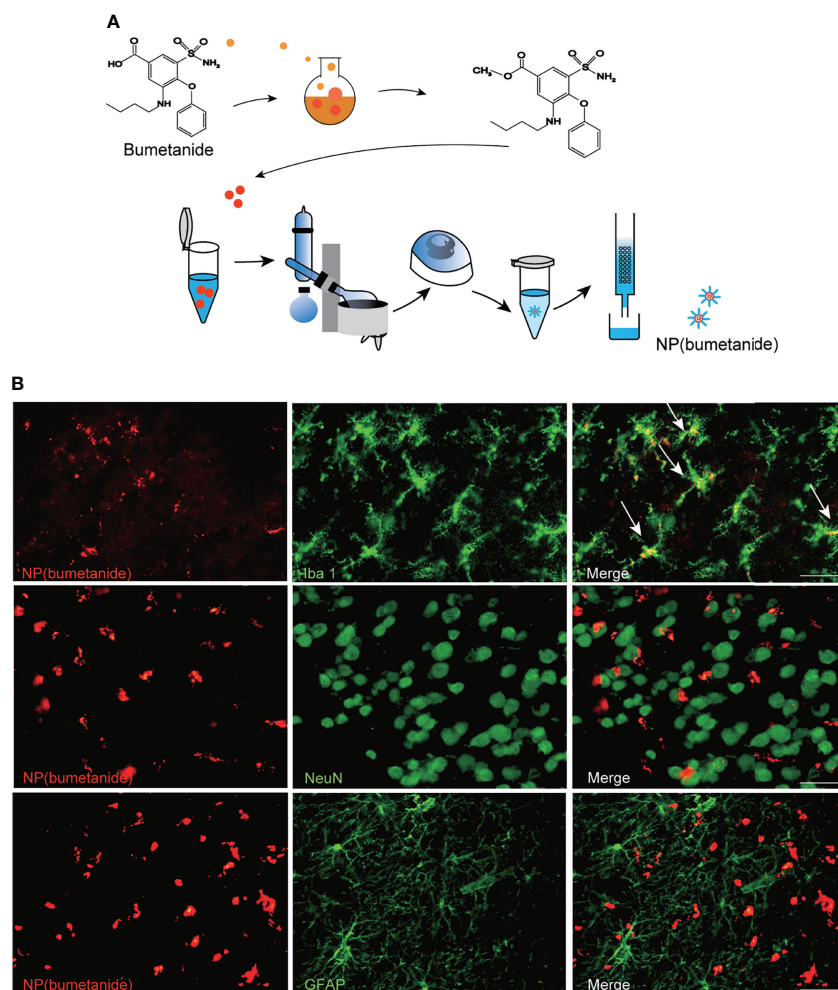 A
HO
O
O
O
S
NH₂
O
NH
Bumetanide
CH₃
O
O
O
O
S
NH₂
O
NH
NP(bumetanide)
B
NP(bumetanide)
Iba 1
Merge
NP(bumetanide)
NeuN
Merge
NP(bumetanide)
GFAP
Merge